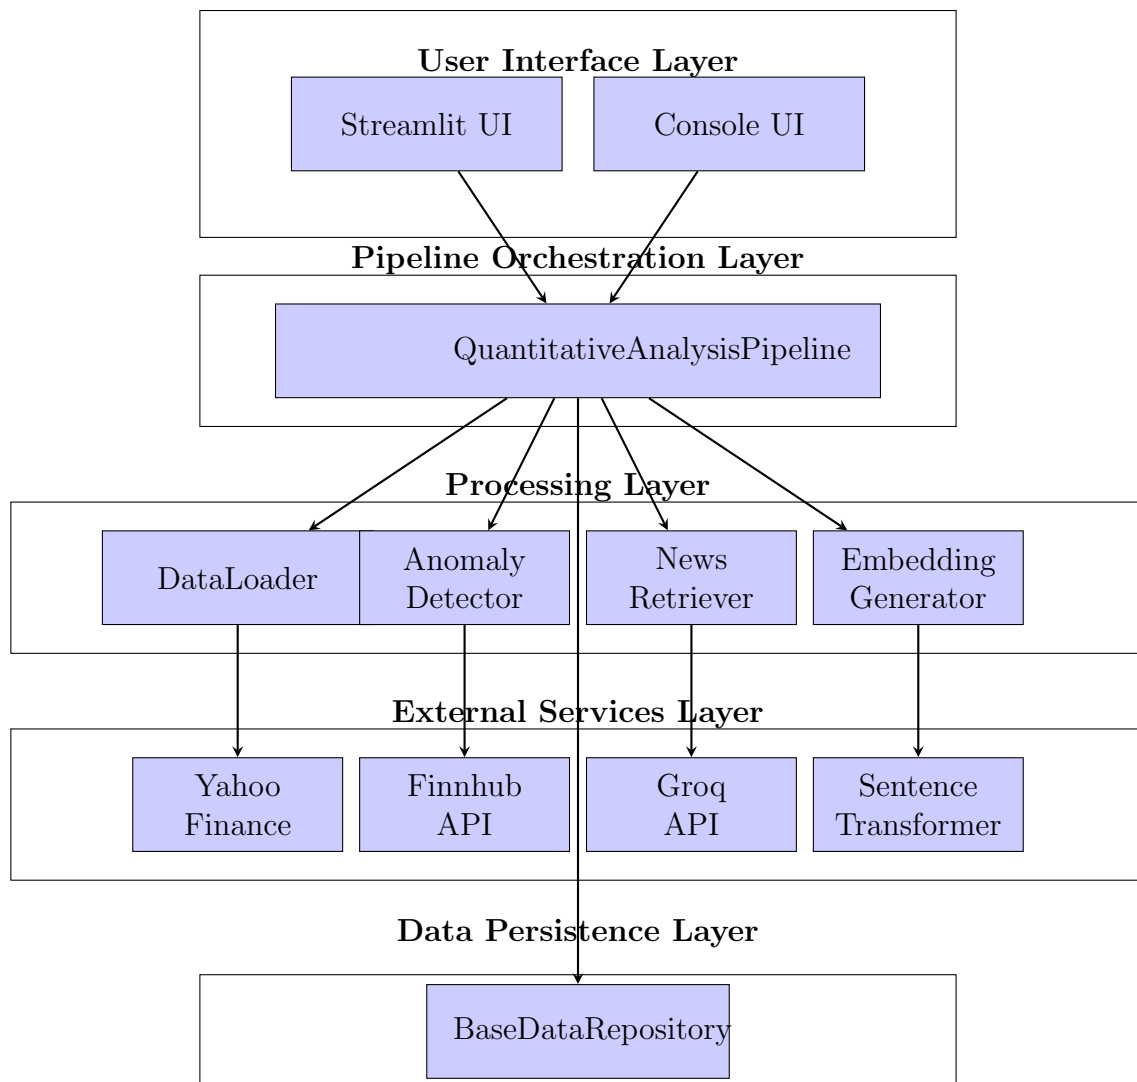 User Interface Layer
Streamlit UI
Console UI
Pipeline Orchestration Layer
QuantitativeAnalysisPipeline
Processing Layer
DataLoader
Anomaly
Detector
News
Retriever
Embedding
Generator
External Services Layer
Yahoo
Finance
Finnhub
API
Groq
API
Sentence
Transformer
Data Persistence Layer
BaseDataRepository